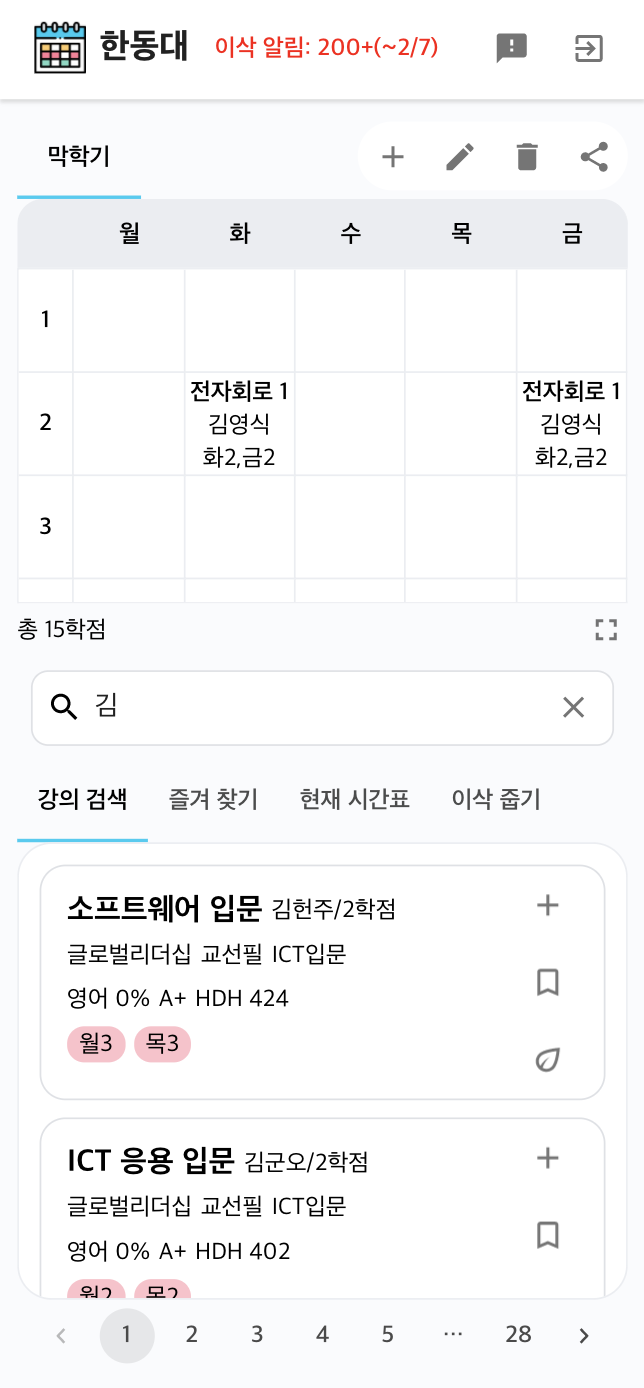 한동대 이삭 알림: 200+(~2/7)
막학기
월 화 수 목 금
1
2
전자회로 1
김영식
화2,금2
전자회로 1
김영식
화2,금2
3
총 15학점
김
강의 검색 즐겨 찾기 현재 시간표 이삭 줍기
소프트웨어 입문 김헌주/2학점
글로벌리더십 교선필 ICT입문
영어 0% A+ HDH 424
월3 목3
ICT 응용 입문 김군오/2학점
글로벌리더십 교선필 ICT입문
영어 0% A+ HDH 402
월2 목2
1 2 3 4 5 ... 28